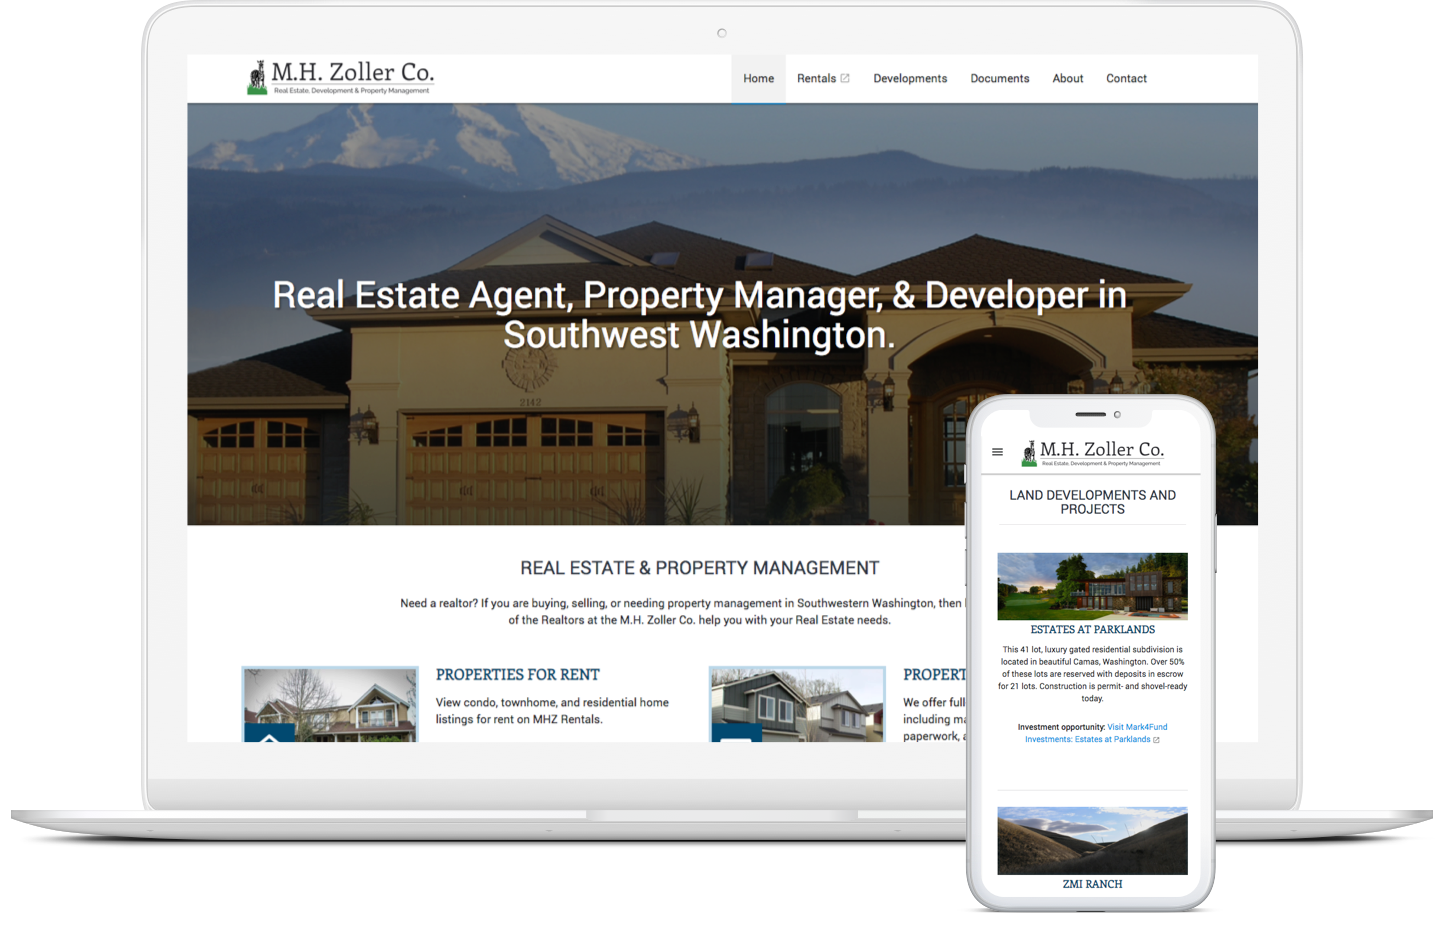 M.H. Zoller Co.
Real Estate, Development & Property Management
Home
Rentals
Developments
Documents
About
Contact
Real Estate Agent, Property Manager, & Developer in
Southwest Washington.
2142
REAL ESTATE & PROPERTY MANAGEMENT
Need a realtor? If you are buying, selling, or needing property management in Southwestern Washington, then
of the Realtors at the M.H. Zoller Co. help you with your Real Estate needs.
PROPERTIES FOR RENT
View condo, townhome, and residential home
listings for rent on MHZ Rentals.
PROPERT
We offer full
including ma
paperwork, a
M.H. Zoller Co.
Real Estate, Development & Property Management
LAND DEVELOPMENTS AND
PROJECTS
ESTATES AT PARKLANDS
This 41 lot, luxury gated residential subdivision is
located in beautiful Camas, Washington. Over 50%
of these lots are reserved with deposits in escrow
for 21 lots. Construction is permit- and shovel-ready
today.
Investment opportunity: Visit Mark4Fund
Investments: Estates at Parklands
ZMI RANCH